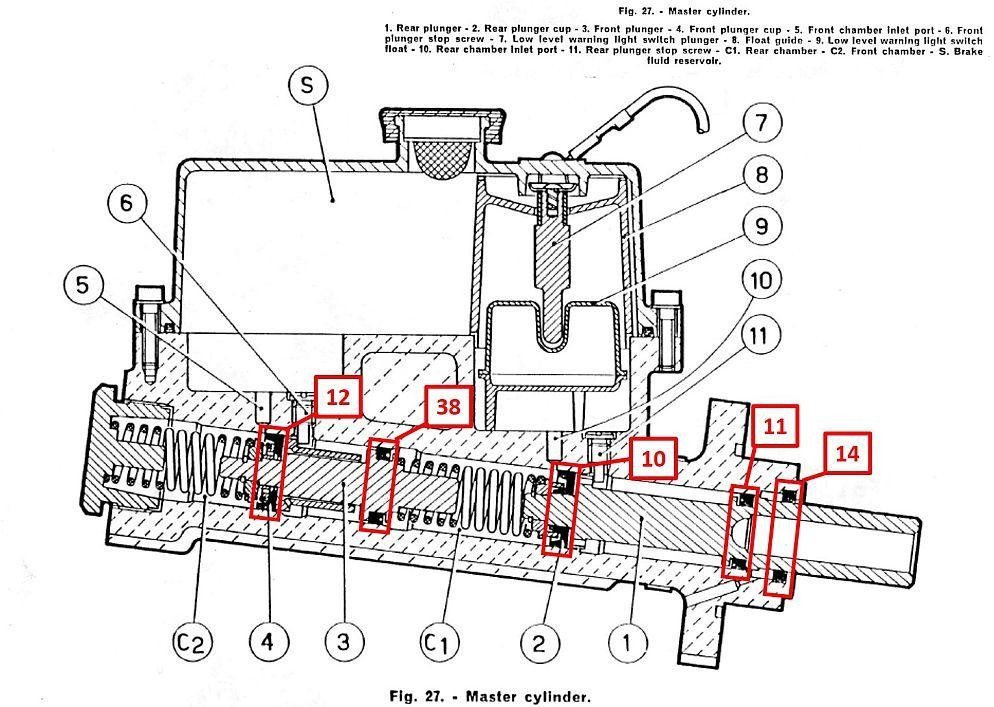 Fig. 27. - Master cylinder.
1. Rear plunger - 2. Rear plunger cup - 3. Front plunger - 4. Front plunger cup - 5. Front chamber inlet port - 6. Front
plunger stop screw - 7. Low level warning light switch plunger - 8. Float guide - 9. Low level warning light switch
float - 10. Rear chamber inlet port - 11. Rear plunger stop screw - C1. Rear chamber - C2. Front chamber - S. Brake
fluid reservoir.
S
7
8
6
9
5
10
11
12
38
10
11
14
C2
4
3
C1
2
1
Fig. 27. - Master cylinder.